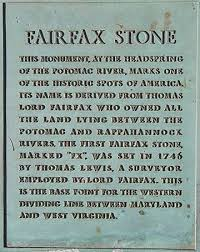 FAIRFAX STONE
THIS MONUMENT, AT THE HEADSPRING
OF THE POTOMAC RIVER, MARKS ONE
OF THE HISTORIC SPOTS OF AMERICA.
ITS NAME IS DERIVED FROM THOMAS
LORD FAIRFAX WHO OWNED ALL
THE LAND LYING BETWEEN THE
POTOMAC AND RAPPAHANNOCK
RIVERS. THE FIRST FAIRFAX STONE,
MARKED "FX", WAS SET IN 1746
BY THOMAS LEWIS, A SURVEYOR
EMPLOYED BY LORD FAIRFAX. THIS
IS THE BASE POINT FOR THE WESTERN
DIVIDING LINE BETWEEN MARYLAND
AND WEST VIRGINIA.